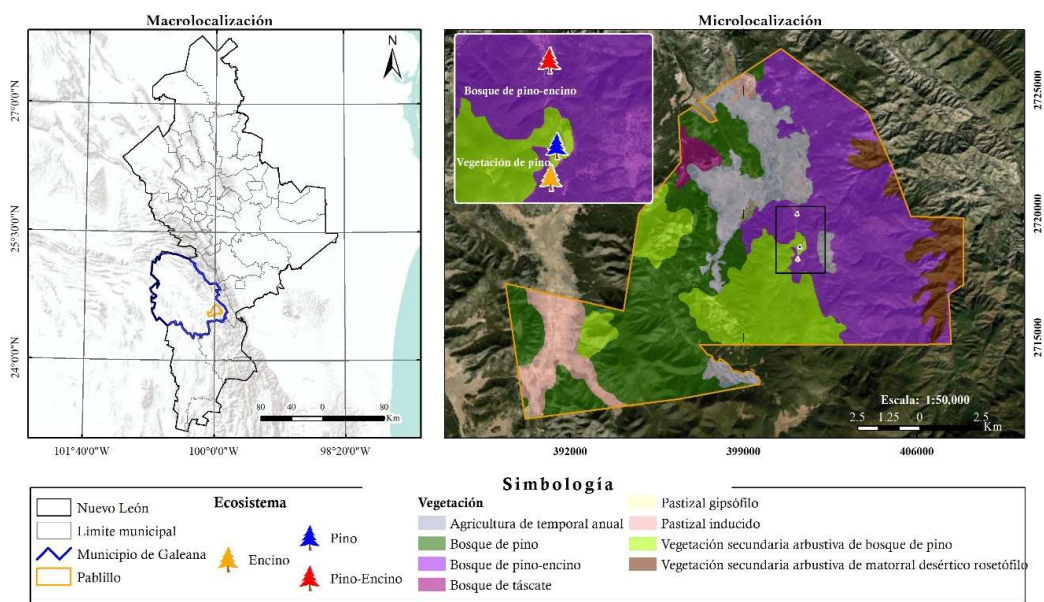 Macrolocalización
Microlocalización
N
27°0'0"N
25°30'0"N
24°0'0"N
80 40 0 80
Km
101°40'0"W
100°0'0"W
98°20'0"W
Bosque de pino-encino
Vegetación de pino
2725000
2720000
2715000
Escala: 1:50,000
2.5 1.25 0 2.5
Km
392000
399000
406000
Simbología
Nuevo León
Limite municipal
Municipio de Galeana
Pablillo
Ecosistema
Encino
Pino
Pino-Encino
Vegetación
Agricultura de temporal anual
Bosque de pino
Bosque de pino-encino
Bosque de táscate
Pastizal gipsófilo
Pastizal inducido
Vegetación secundaria arbustiva de bosque de pino
Vegetación secundaria arbustiva de matorral desértico rosetófilo